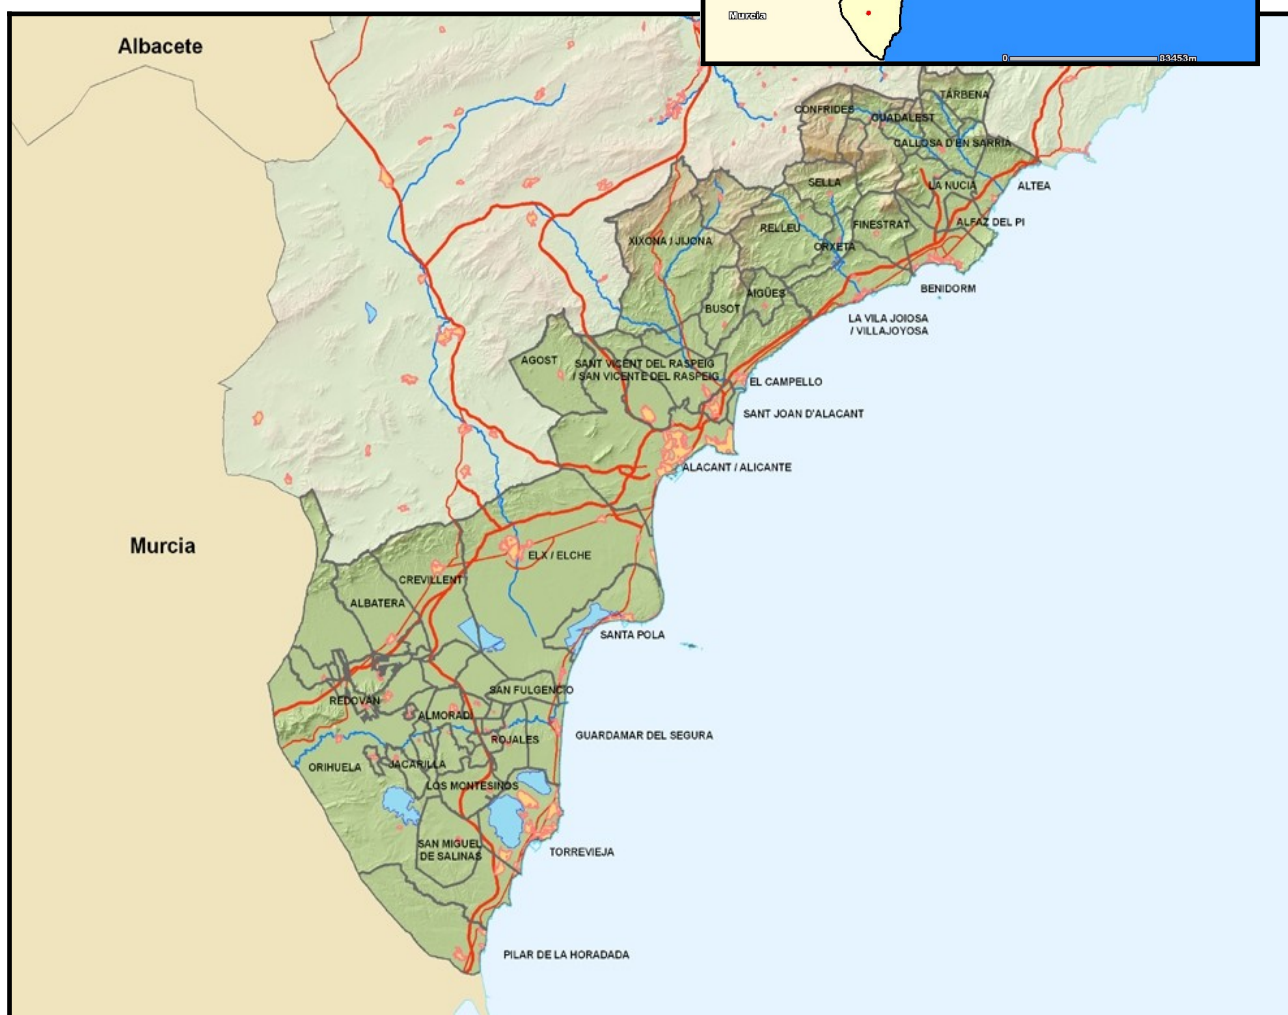 Murcia
0 83453m
Albacete
TÀRBENA
CONFRIDES
GUADALEST
CALLOSA D'EN SARRIÀ
SELLA
LA NUCIA
ALTEA
FINESTRAT
ALFAZ DEL PI
RELLEU
XIXONA / JIJONA
ORXETA
BENIDORM
AIGÜES
BUSOT
LA VILA JOIOSA
/ VILLAJOYOSA
AGOST
SANT VICENT DEL RASPEIG
/ SAN VICENTE DEL RASPEIG
EL CAMPELLO
SANT JOAN D'ALACANT
ALACANT / ALICANTE
Murcia
ELX / ELCHE
CREVILLENT
ALBATERA
SANTA POLA
SAN FULGENCIO
REDOVÁN
ALMORADÍ
GUARDAMAR DEL SEGURA
ROJALES
ORIHUELA
JACARILLA
LOS MONTESINOS
SAN MIGUEL
DE SALINAS
TORREVIEJA
PILAR DE LA HORADADA